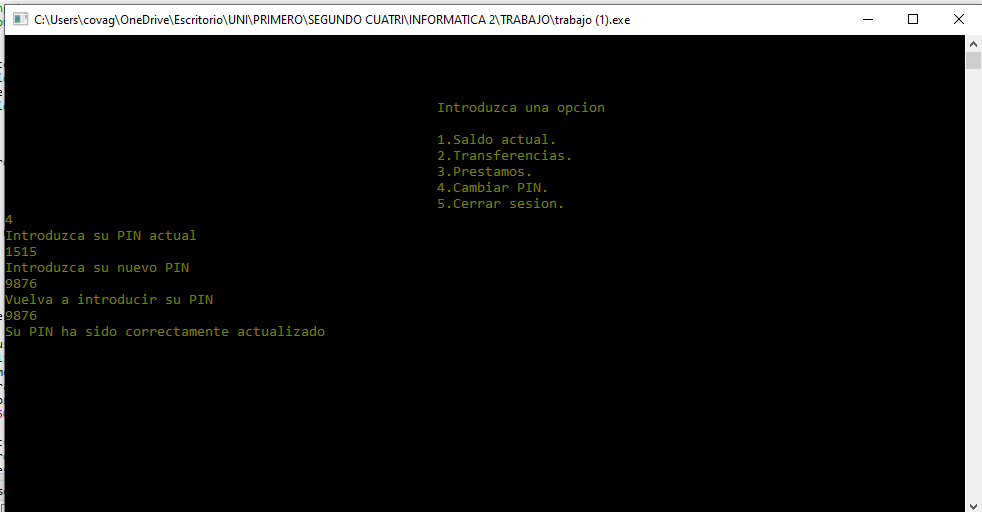 C:\Users\covag\OneDrive\Escritorio\UNI\PRIMERO\SEGUNDO CUATRI\INFORMATICA 2\TRABAJO\trabajo (1).exe
Introduzca una opcion
1.Saldo actual.
2.Transferencias.
3.Prestamos.
4.Cambiar PIN.
5.Cerrar sesion.
4
Introduzca su PIN actual
1515
Introduzca su nuevo PIN
9876
Vuelva a introducir su PIN
9876
Su PIN ha sido correctamente actualizado